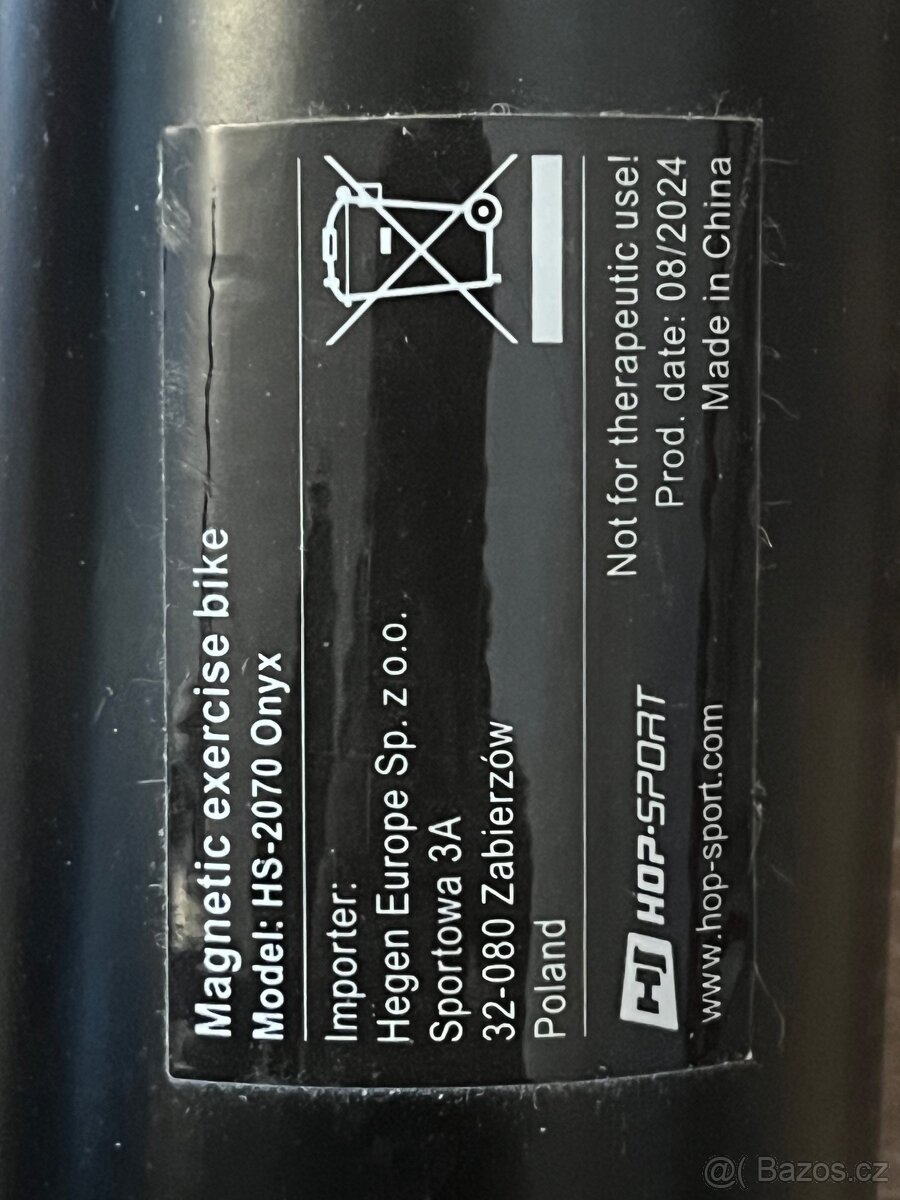 Magnetic exercise bike
Model: HS-2070 Onyx
Importer:
Hegen Europe Sp. z o.o.
Sportowa 3A
32-080 Zabierzów
Poland
HJ HOP-SPORT
www.hop-sport.com
Not for therapeutic use!
Prod. date: 08/2024
Made in China
@( Bazos.cz